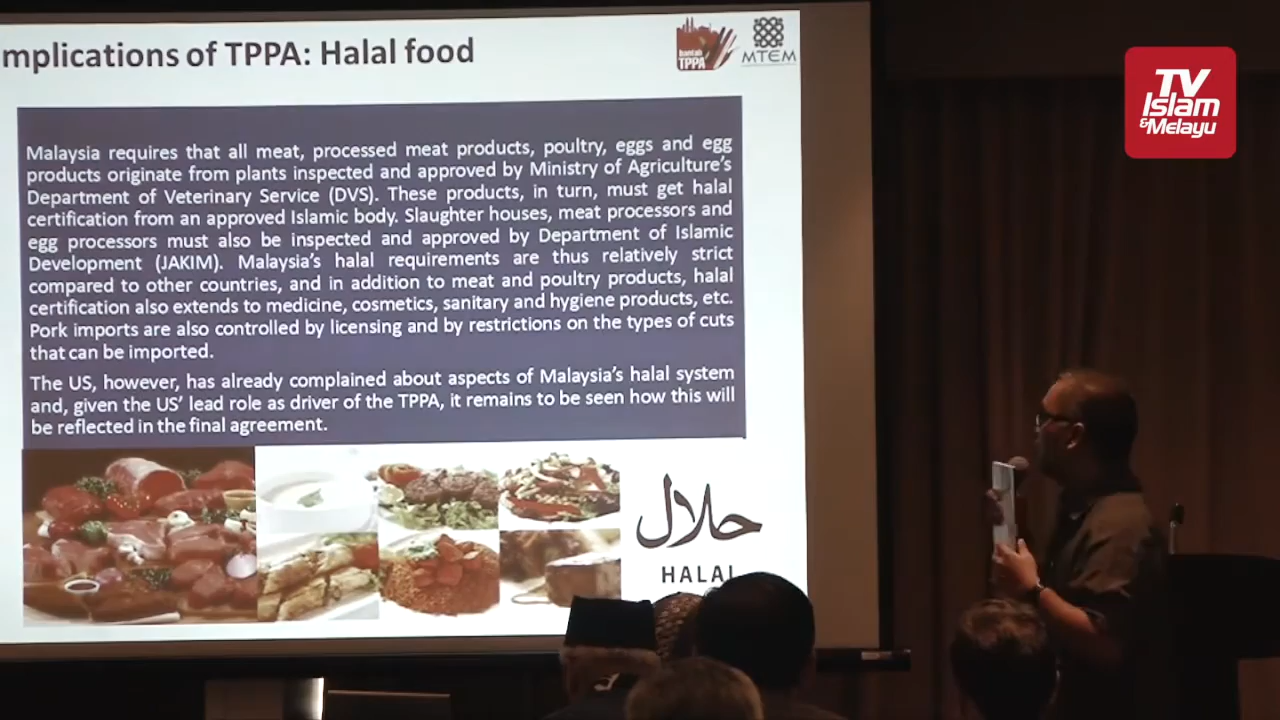 mplications of TPPA: Halal food
bantah
TPPA
MTEM
TV
Islam
&Melayu
Malaysia requires that all meat, processed meat products, poultry, eggs and egg
products originate from plants inspected and approved by Ministry of Agriculture's
Department of Veterinary Service (DVS). These products, in turn, must get halal
certification from an approved Islamic body. Slaughter houses, meat processors and
egg processors must also be inspected and approved by Department of Islamic
Development (JAKIM). Malaysia's halal requirements are thus relatively strict
compared to other countries, and in addition to meat and poultry products, halal
certification also extends to medicine, cosmetics, sanitary and hygiene products, etc.
Pork imports are also controlled by licensing and by restrictions on the types of cuts
that can be imported.
The US, however, has already complained about aspects of Malaysia's halal system
and, given the US' lead role as driver of the TPPA, it remains to be seen how this will
be reflected in the final agreement.
حلال
HALAL